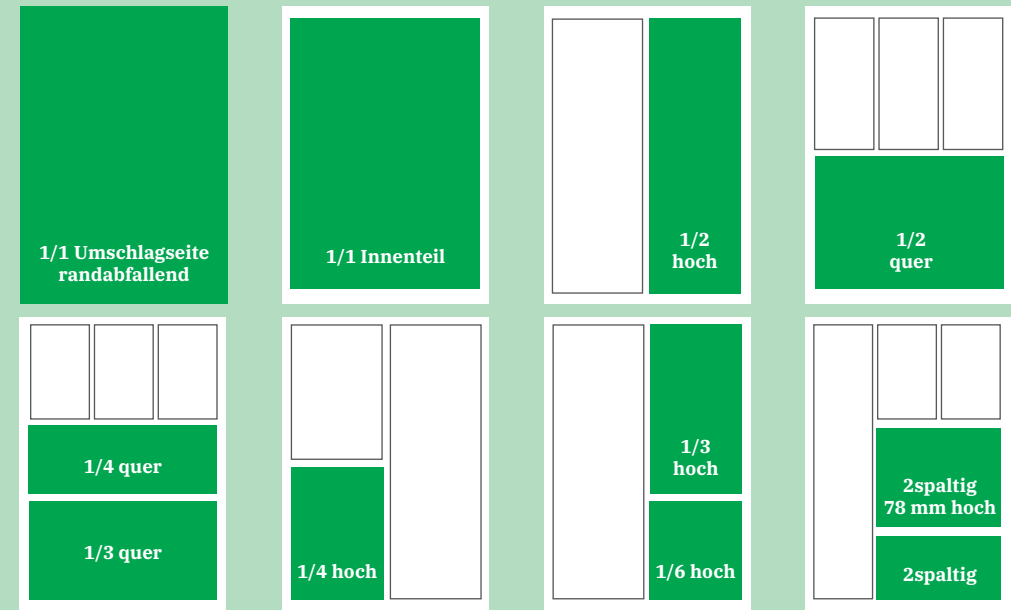 1/1 Umschlagseite
randabfallend
1/1 Innenteil
1/2
hoch
1/2
quer
1/4 quer
1/3 quer
1/4 hoch
1/3
hoch
1/6 hoch
2spaltig
78 mm hoch
2spaltig